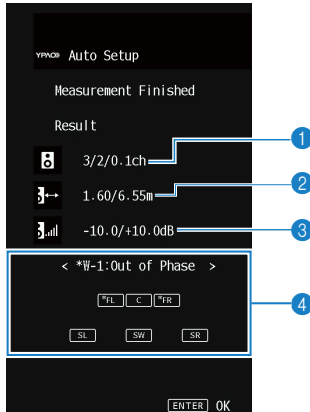 YPAO Auto Setup
Measurement Finished
Result
3/2/0.1ch
1
1.60/6.55m
2
-10.0/+10.0dB
3
< *W-1:Out of Phase >
*FL C *FR
4
SL SW SR
ENTER OK